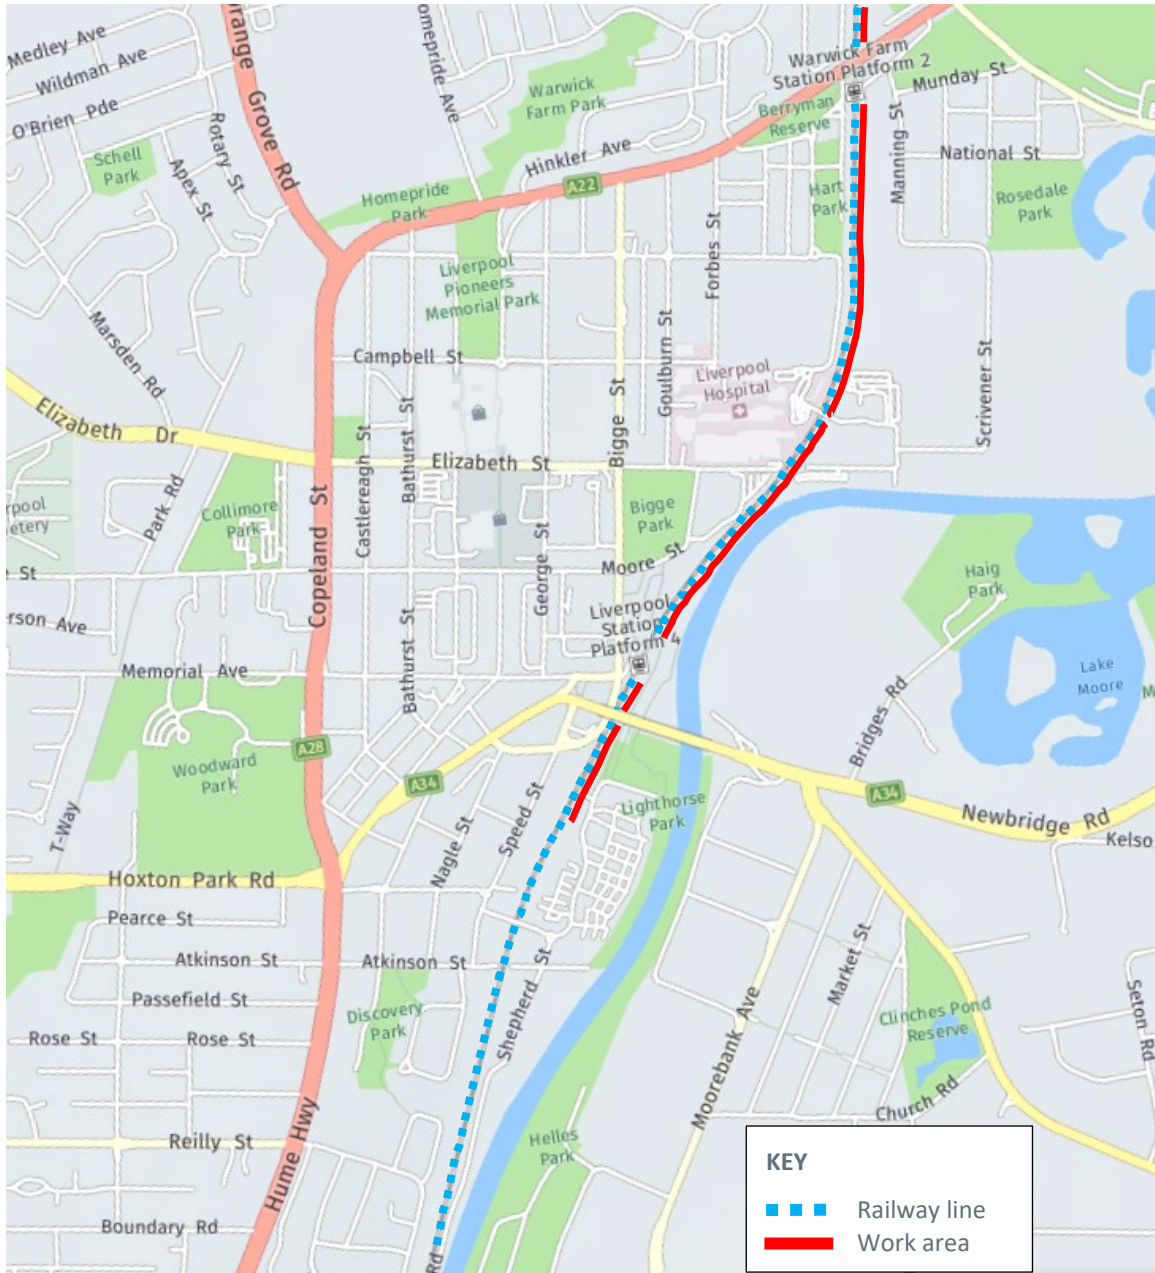 Medley Ave
Wildman Ave
O'Brien Pde
Schell
Park
Rotary St
Apex St
Grove Rd
Homepride Ave
Warwick
Farm Park
Hinkler Ave
A22
Homepride
Park
Warwick Farm
Station Platform 2
Munday St
Berryman
Reserve
Manning St
National St
Rosedale
Park
Hart
Park
Forbes St
Liverpool
Pioneers
Memorial Park
Marsden Rd
Campbell St
Goulburn St
Liverpool
Hospital
Scrivener St
Elizabeth Dr
Bathurst St
Elizabeth St
Bigge St
Castlereagh St
Park Rd
Collimore
Park
Copeland St
Bigge
Park
George St
Moore St
Haig
Park
Liverpool
Station
Platform 4
Bathurst St
Memorial Ave
Lake
Moore
Bridges Rd
Woodward
Park
A28
A34
T-Way
Speed St
Nagle St
Lighthorse
Park
A34
Newbridge Rd
Kelso
Hoxton Park Rd
Pearce St
Atkinson St
Atkinson St
Passefield St
Discovery
Park
Shepherd St
Market St
Rose St
Rose St
Clinches Pond
Reserve
Seton Rd
Moorebank Ave
Church Rd
Reilly St
Hume Hwy
Helles
Park
Boundary Rd
Rd
KEY
Railway line
Work area